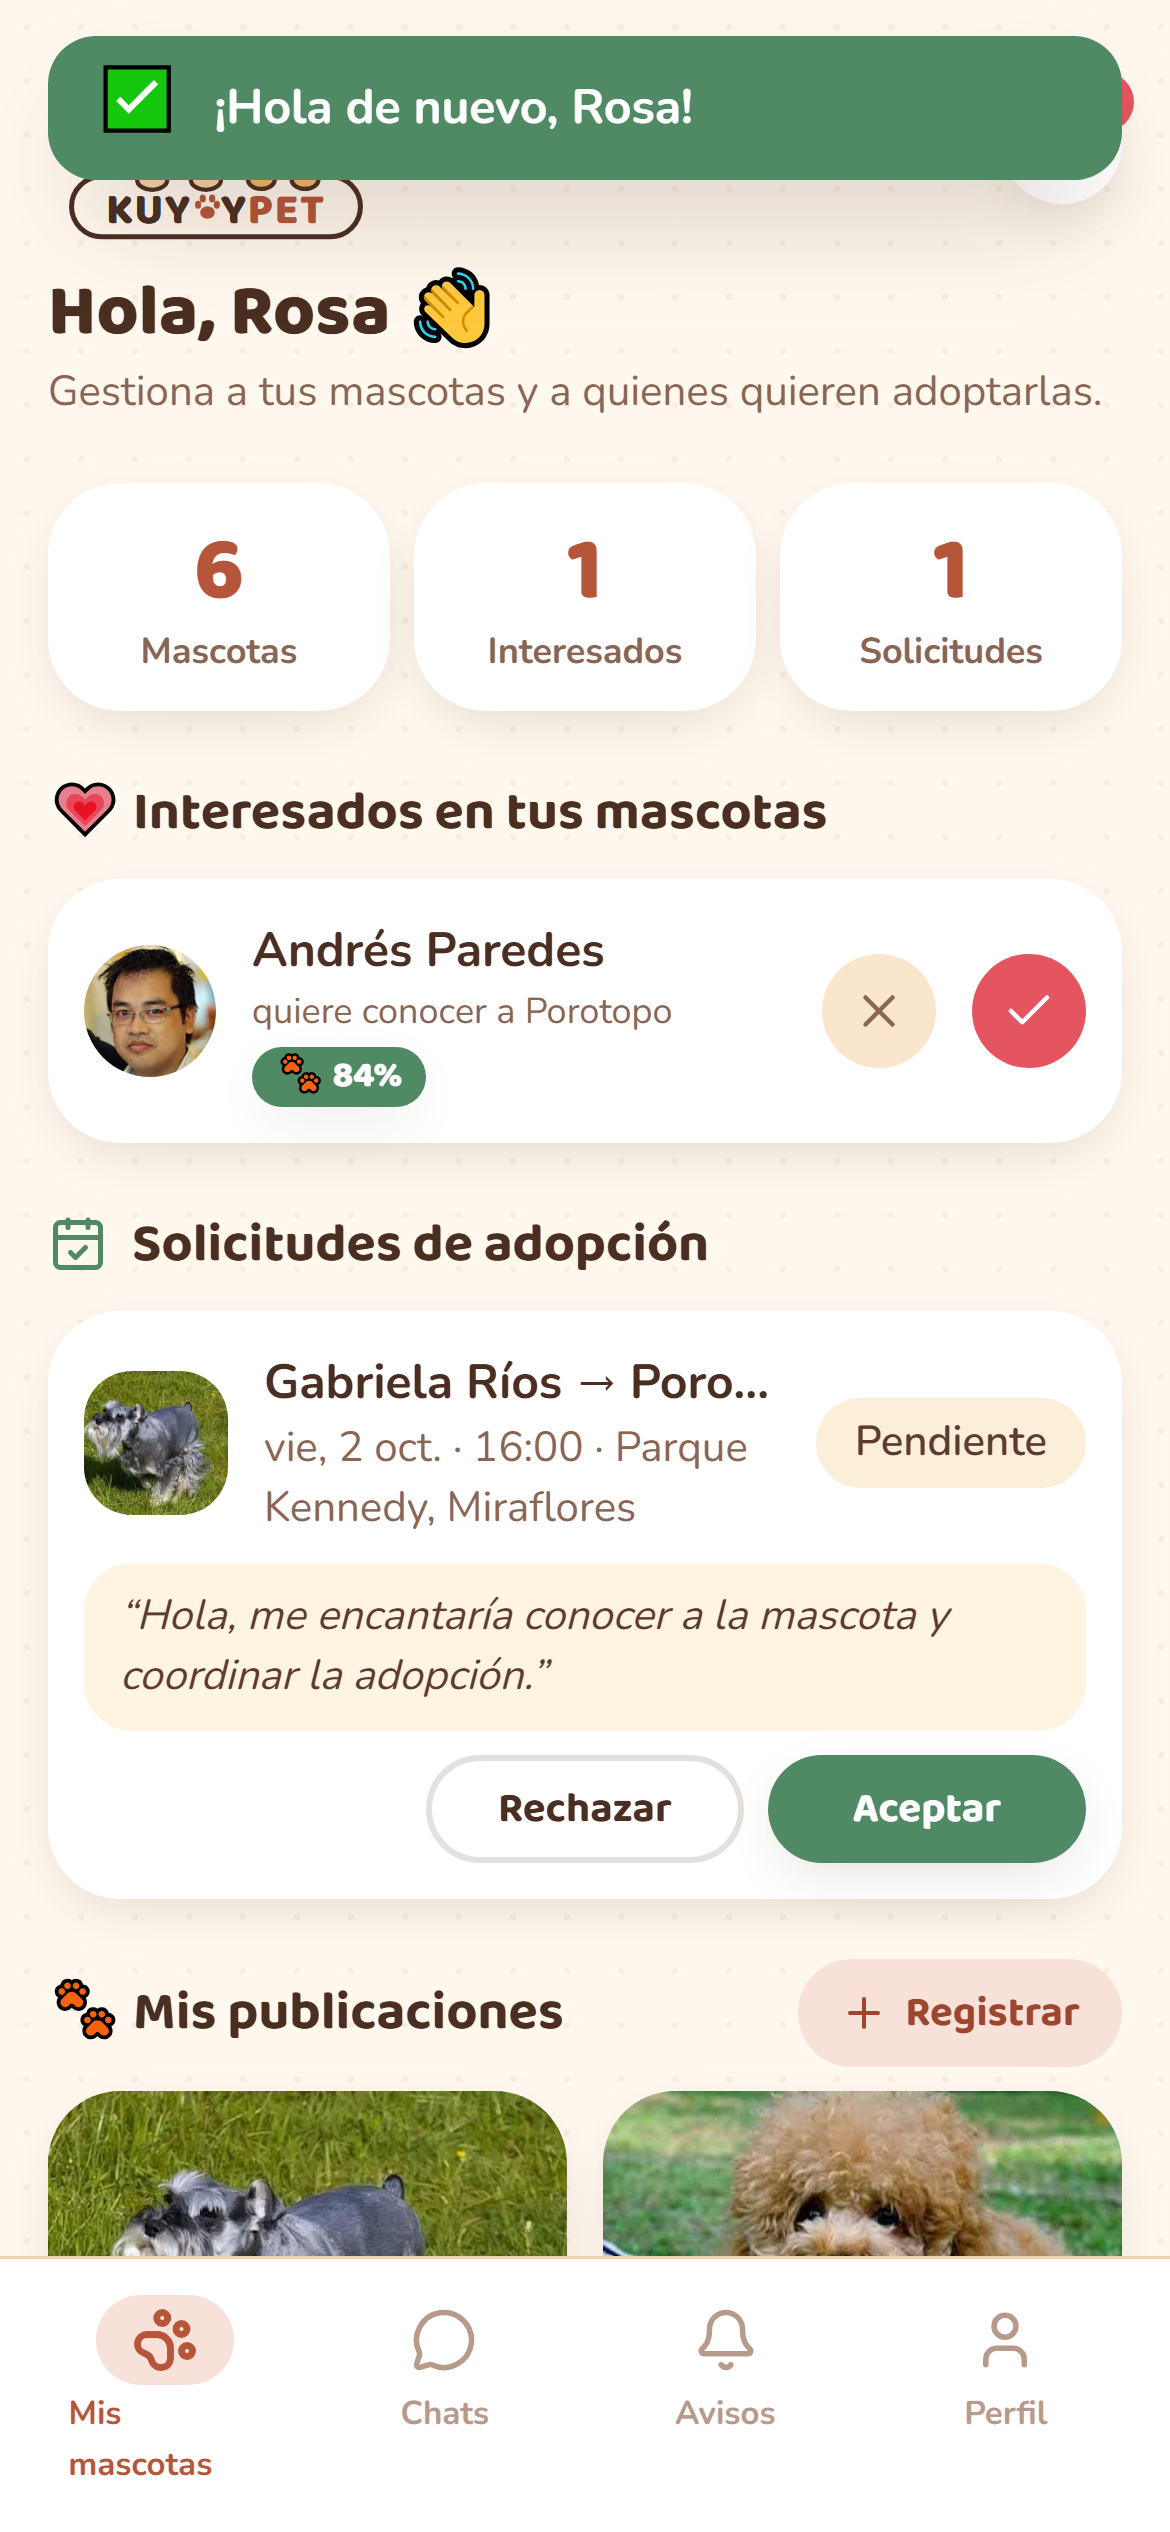 ¡Hola de nuevo, Rosa!
KUYAYPET
Hola, Rosa
Gestiona a tus mascotas y a quienes quieren adoptarlas.
6
Mascotas
1
Interesados
1
Solicitudes
Interesados en tus mascotas
Andrés Paredes
quiere conocer a Porotopo
84%
Solicitudes de adopción
Gabriela Ríos → Poro...
vie, 2 oct. · 16:00 · Parque
Kennedy, Miraflores
Pendiente
“Hola, me encantaría conocer a la mascota y
coordinar la adopción.”
Rechazar
Aceptar
Mis publicaciones
+ Registrar
Mis
mascotas
Chats
Avisos
Perfil